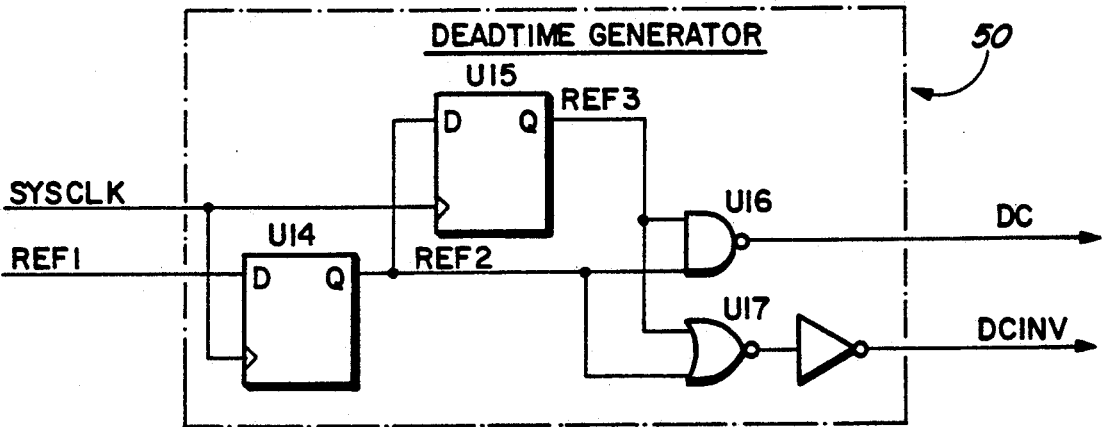 DEADTIME GENERATOR
50
U15
D Q
REF3
SYSCLK
U16
DC
U14
REF1
D Q
REF2
U17
DCINV